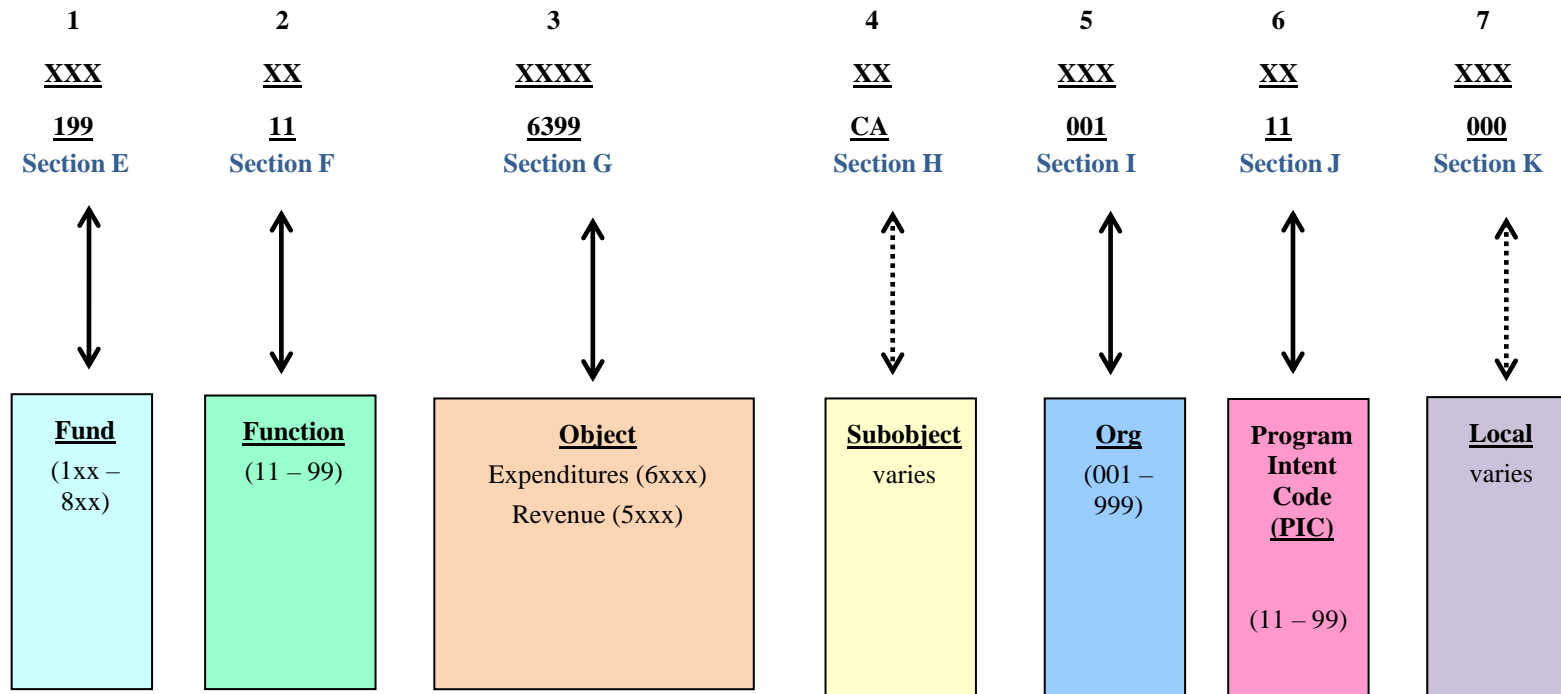 1 2 3 4 5 6 7
XXX XX XXXX XX XXX XX XXX
199 11 6399 CA 001 11 000
Section E Section F Section G Section H Section I Section J Section K
Fund
(1xx –
8xx)
Function
(11 – 99)
Object
Expenditures (6xxx)
Revenue (5xxx)
Subobject
varies
Org
(001 –
999)
Program
Intent
Code
(PIC)
(11 – 99)
Local
varies